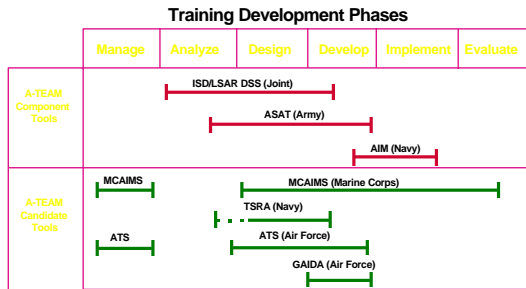 Training Development Phases
Manage Analyze Design Develop Implement Evaluate
A-TEAM
Component
Tools
ISD/LSAR DSS (Joint)
ASAT (Army)
AIM (Navy)
A-TEAM
Candidate
Tools
MCAIMS MCAIMS (Marine Corps)
TSRA (Navy)
ATS ATS (Air Force)
GAIDA (Air Force)